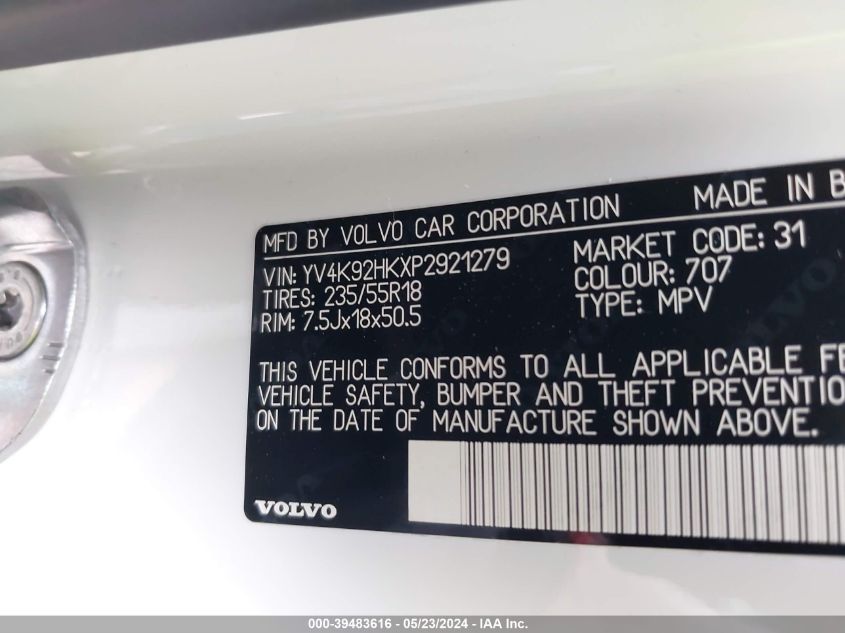 MFD BY VOLVO CAR CORPORATION MADE IN B
VIN: YV4K92HKXP2921279 MARKET CODE: 31
TIRES: 235/55R18 COLOUR: 707
RIM: 7.5Jx18x50.5 TYPE: MPV
THIS VEHICLE CONFORMS TO ALL APPLICABLE FE
VEHICLE SAFETY, BUMPER AND THEFT PREVENTIO
ON THE DATE OF MANUFACTURE SHOWN ABOVE.
VOLVO
000-39483616 - 05/23/2024 - IAA Inc.